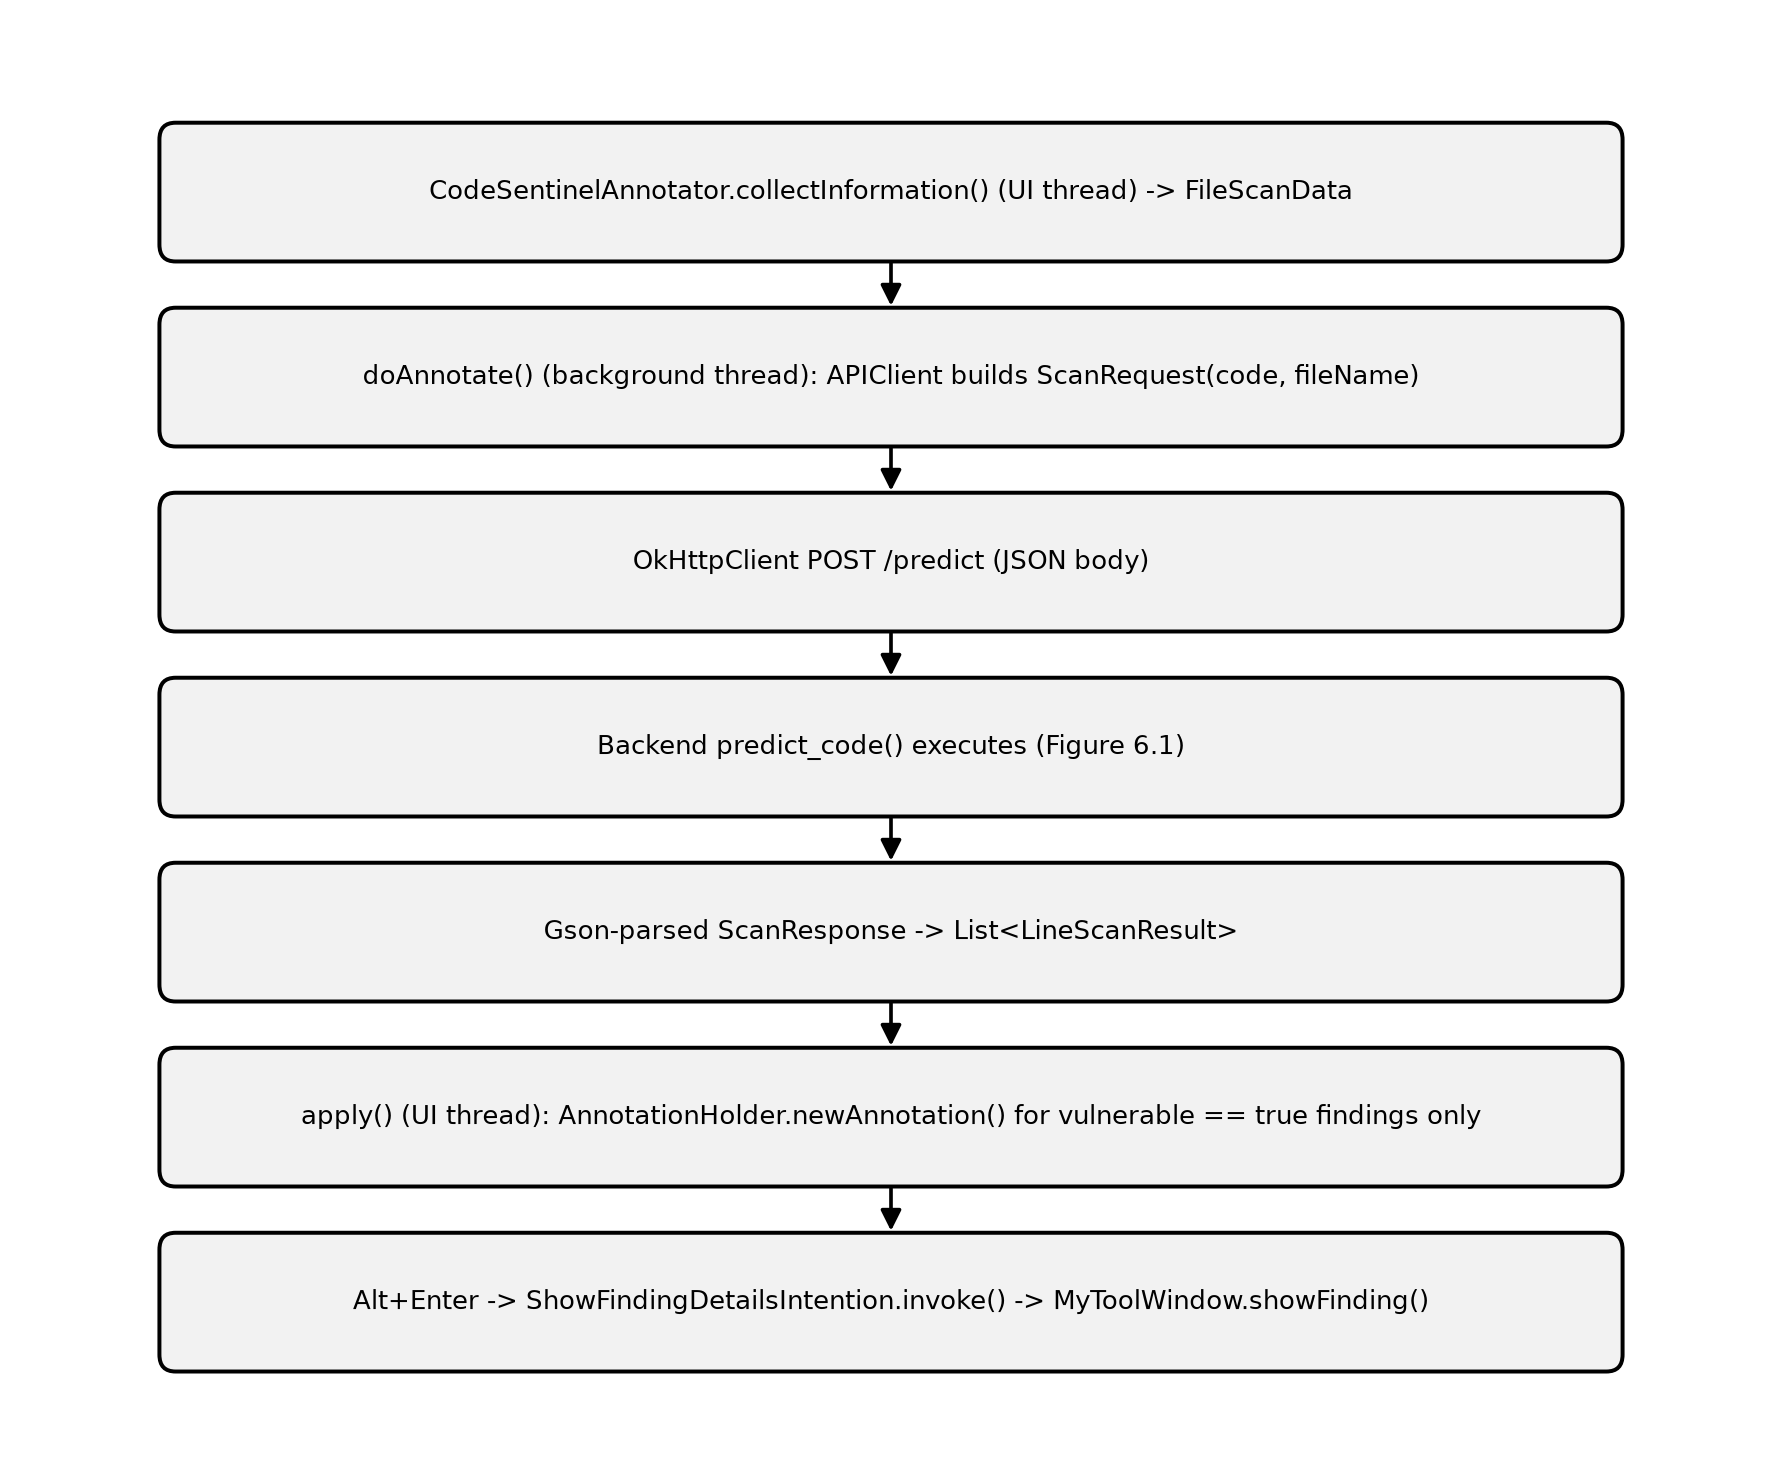 CodeSentinelAnnotator.collectInformation() (UI thread) -> FileScanData
doAnnotate() (background thread): APIClient builds ScanRequest(code, fileName)
OkHttpClient POST /predict (JSON body)
Backend predict_code() executes (Figure 6.1)
Gson-parsed ScanResponse -> List<LineScanResult>
apply() (UI thread): AnnotationHolder.newAnnotation() for vulnerable == true findings only
Alt+Enter -> ShowFindingDetailsIntention.invoke() -> MyToolWindow.showFinding()